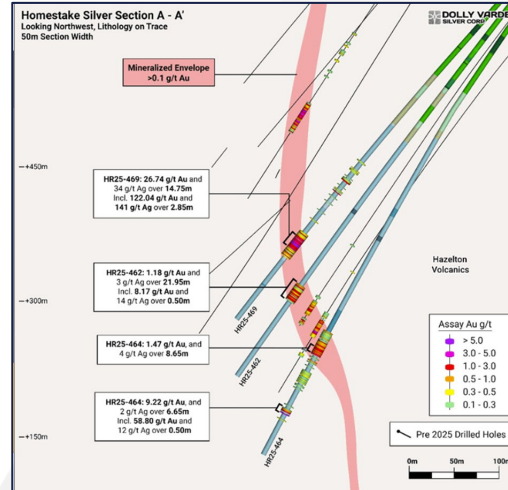 Homestake Silver Section A - A'
Looking Northwest, Lithology on Trace
50m Section Width
DOLLY VARDE
SILVER CORP
Mineralized Envelope
>0.1 g/t Au
+450m
HR25-469: 26.74 g/t Au and
34 g/t Ag over 14.75m
Incl. 122.04 g/t Au and
141 g/t Ag over 2.85m
HR25-462: 1.18 g/t Au and
3 g/t Ag over 21.95m
Incl. 8.17 g/t Au and
14 g/t Ag over 0.50m
+300m
HR25-469
Hazelton
Volcanics
HR25-464: 1.47 g/t Au, and
4 g/t Ag over 8.65m
HR25-462
HR25-464: 9.22 g/t Au, and
2 g/t Ag over 6.65m
Incl. 58.80 g/t Au and
12 g/t Ag over 0.50m
+150m
HR25-464
Assay Au g/t
> 5.0
3.0 - 5.0
1.0 - 3.0
0.5 - 1.0
0.3 - 0.5
0.1 - 0.3
Pre 2025 Drilled Holes
0m 50m 100m